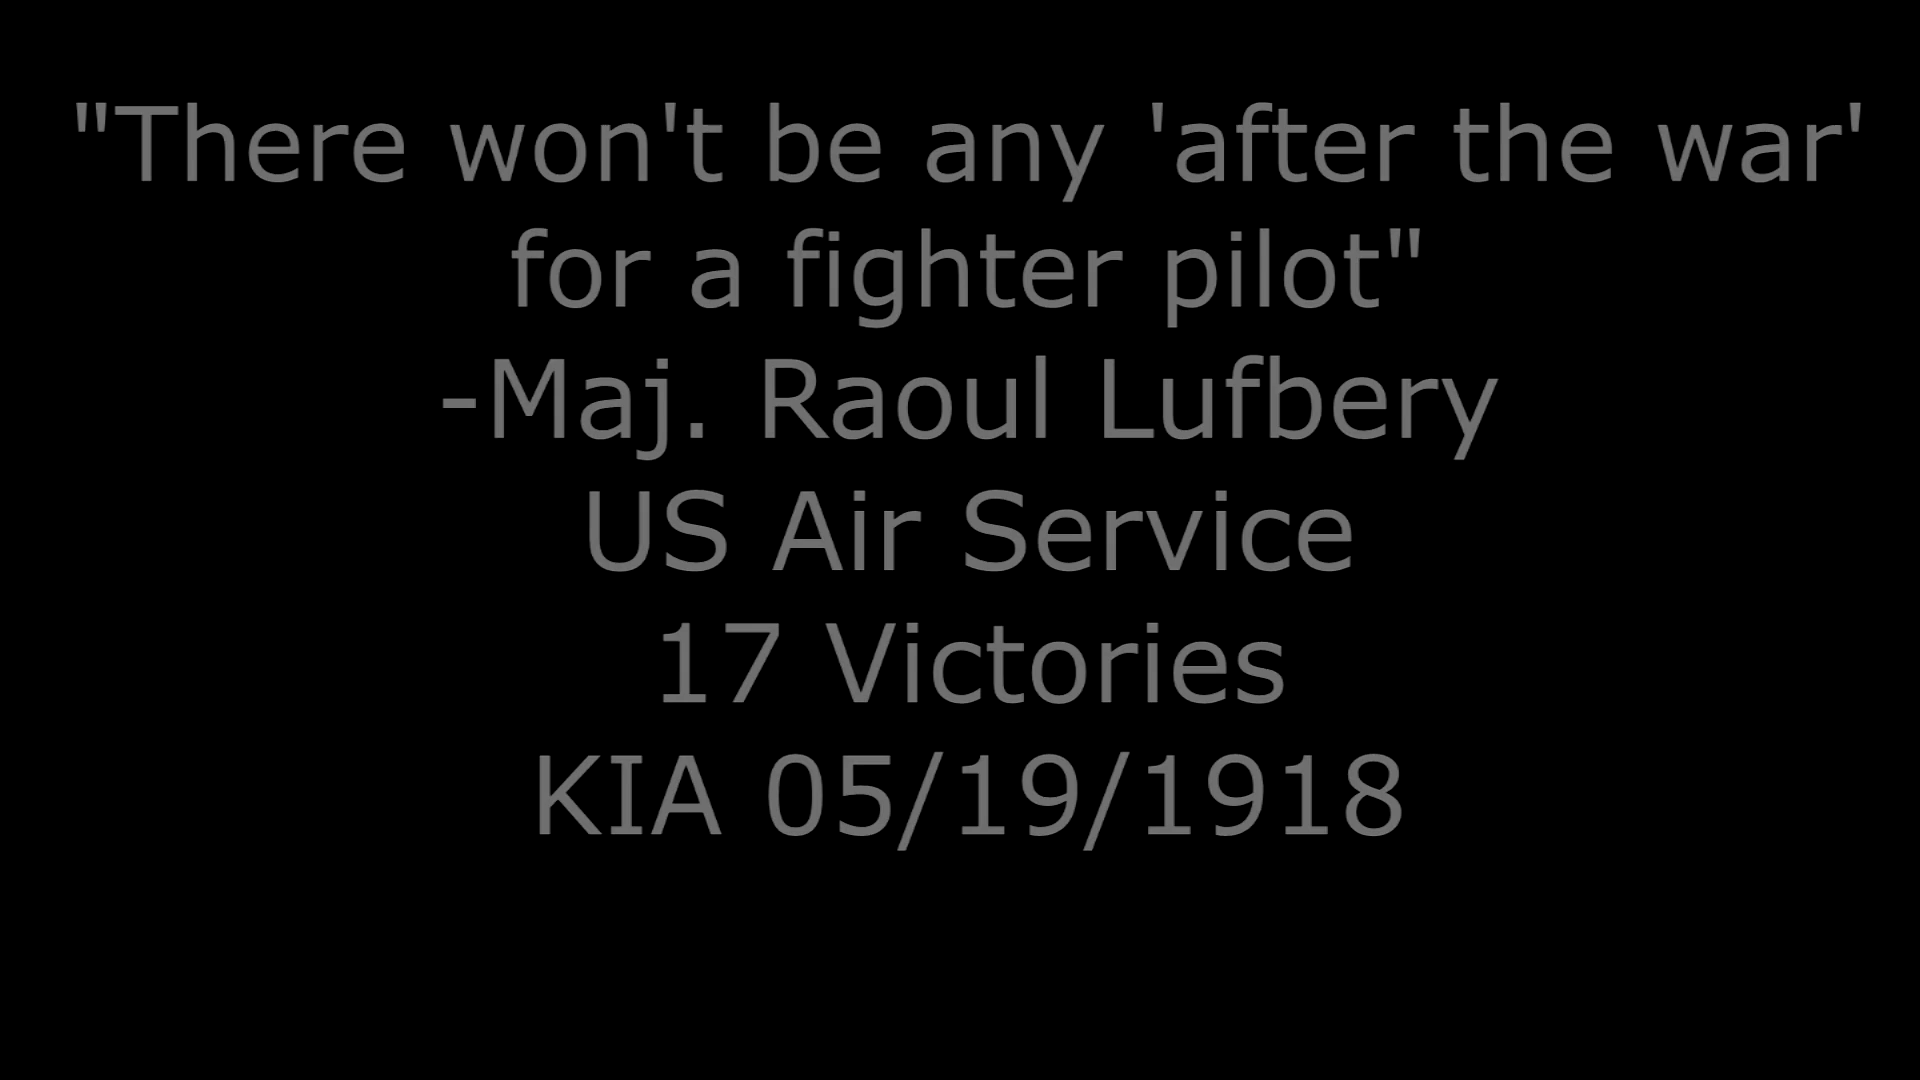 "There won't be any 'after the war'
for a fighter pilot"
-Maj. Raoul Lufbery
US Air Service
17 Victories
KIA 05/19/1918